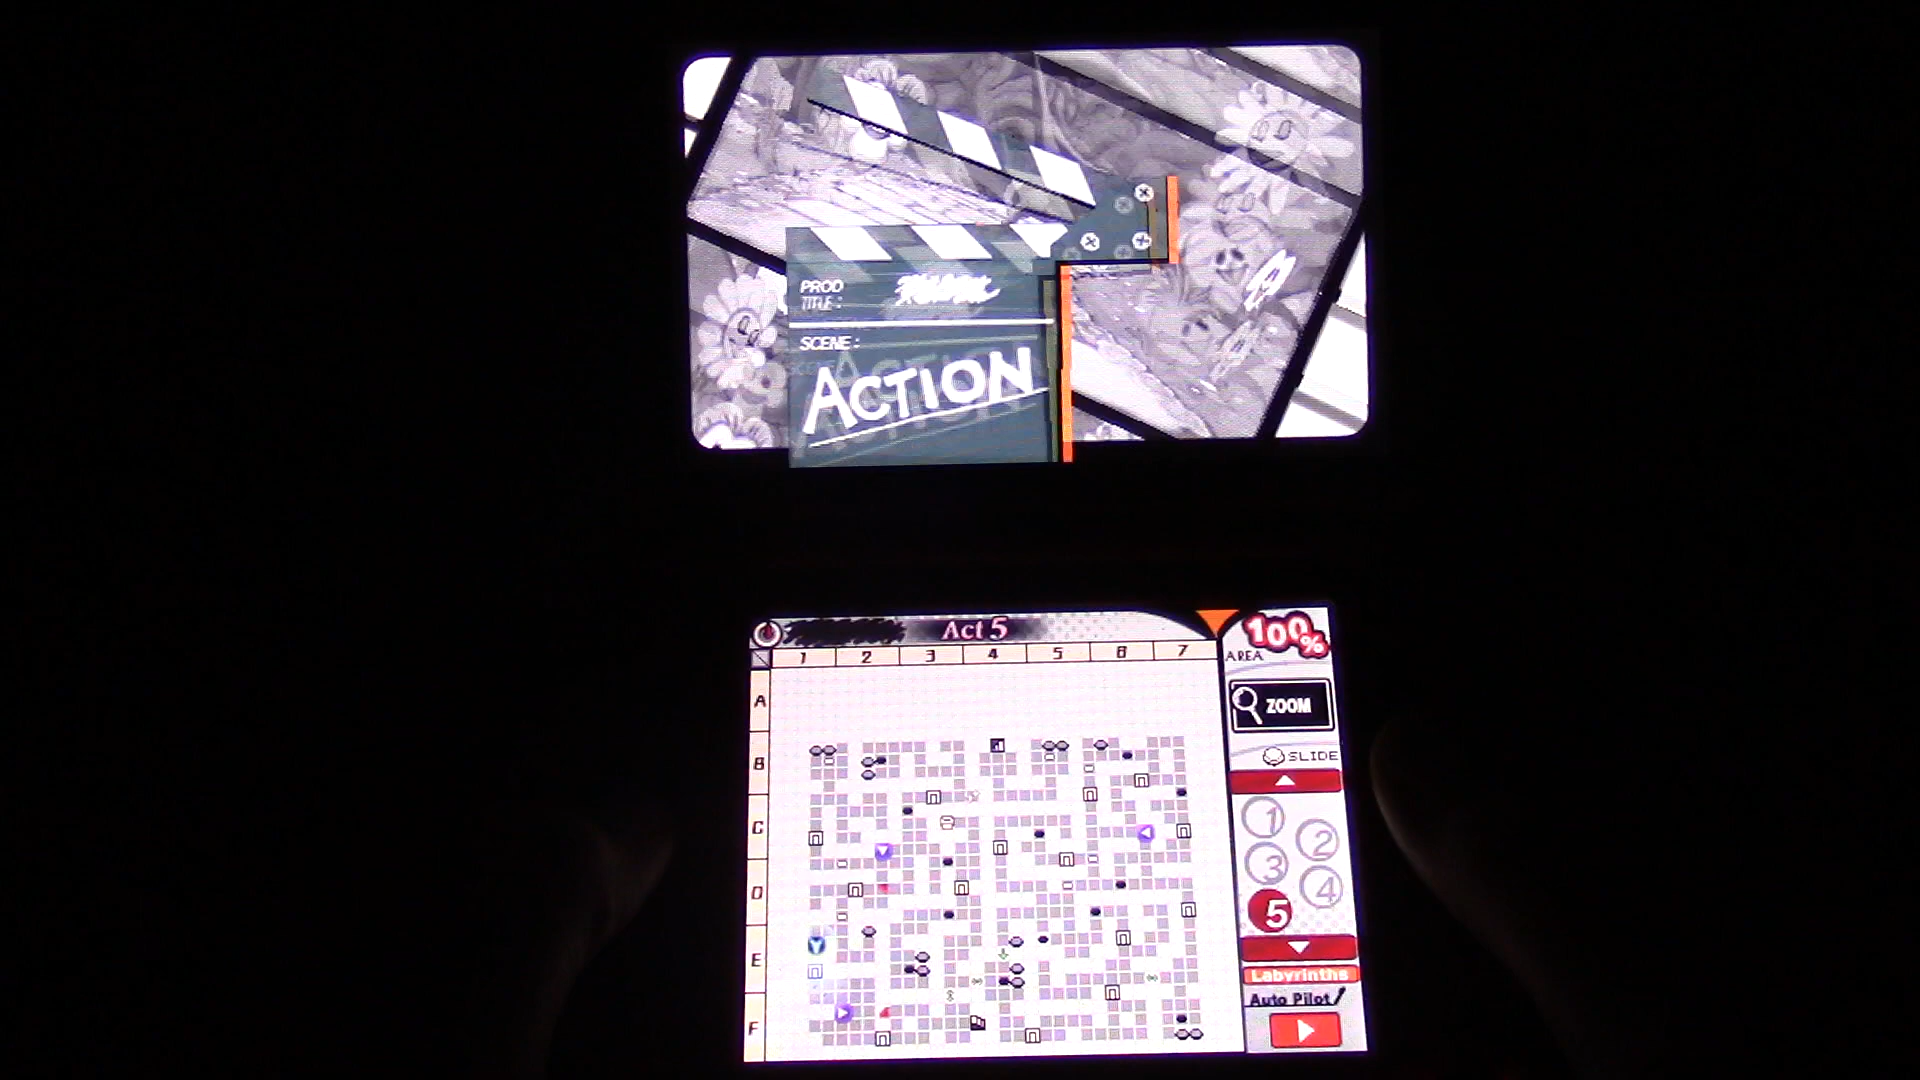 PROD
TITLE:
SCENE:
ACTION
Act 5
100%
AREA
1 2 3 4 5 6 7
ZOOM
A
B
SLIDE
1
2
C
3
4
D
5
E
Labyrinths
Auto Pilot
F